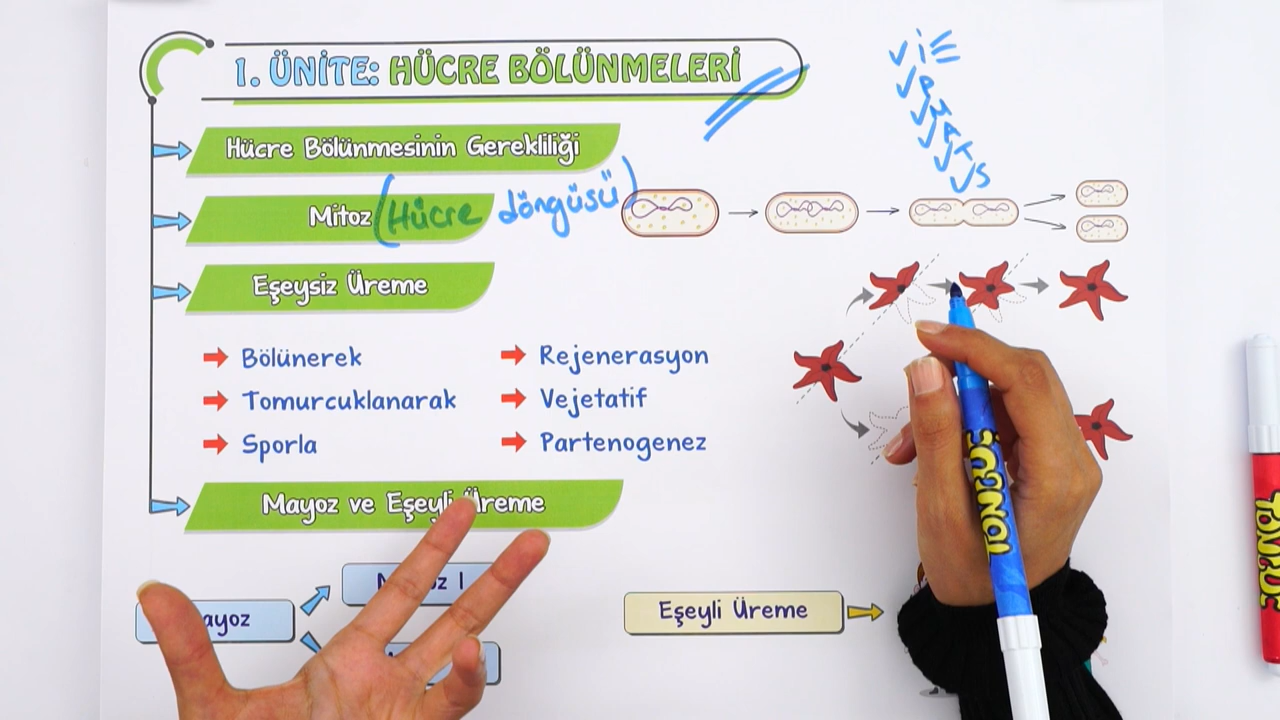 1. ÜNİTE: HÜCRE BÖLÜNMELERİ
İE
P
M
A
T
S
Hücre Bölünmesinin Gerekliliği
Mitoz (Hücre döngüsü)
Eşeysiz Üreme
Bölünerek
Rejenerasyon
Tomurcuklanarak
Vejetatif
Sporla
Partenogenez
Mayoz ve Eşeyli Üreme
Eşeyli Üreme